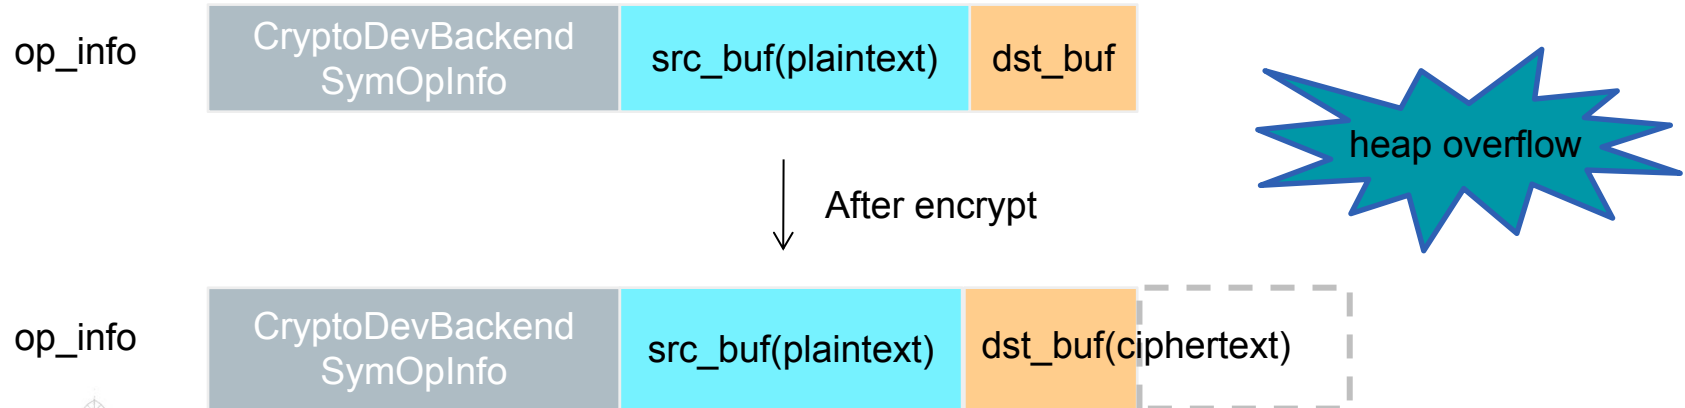 op_info
CryptoDevBackend
SymOpInfo
src_buf(plaintext)
dst_buf
heap overflow
After encrypt
op_info
CryptoDevBackend
SymOpInfo
src_buf(plaintext)
dst_buf(ciphertext)